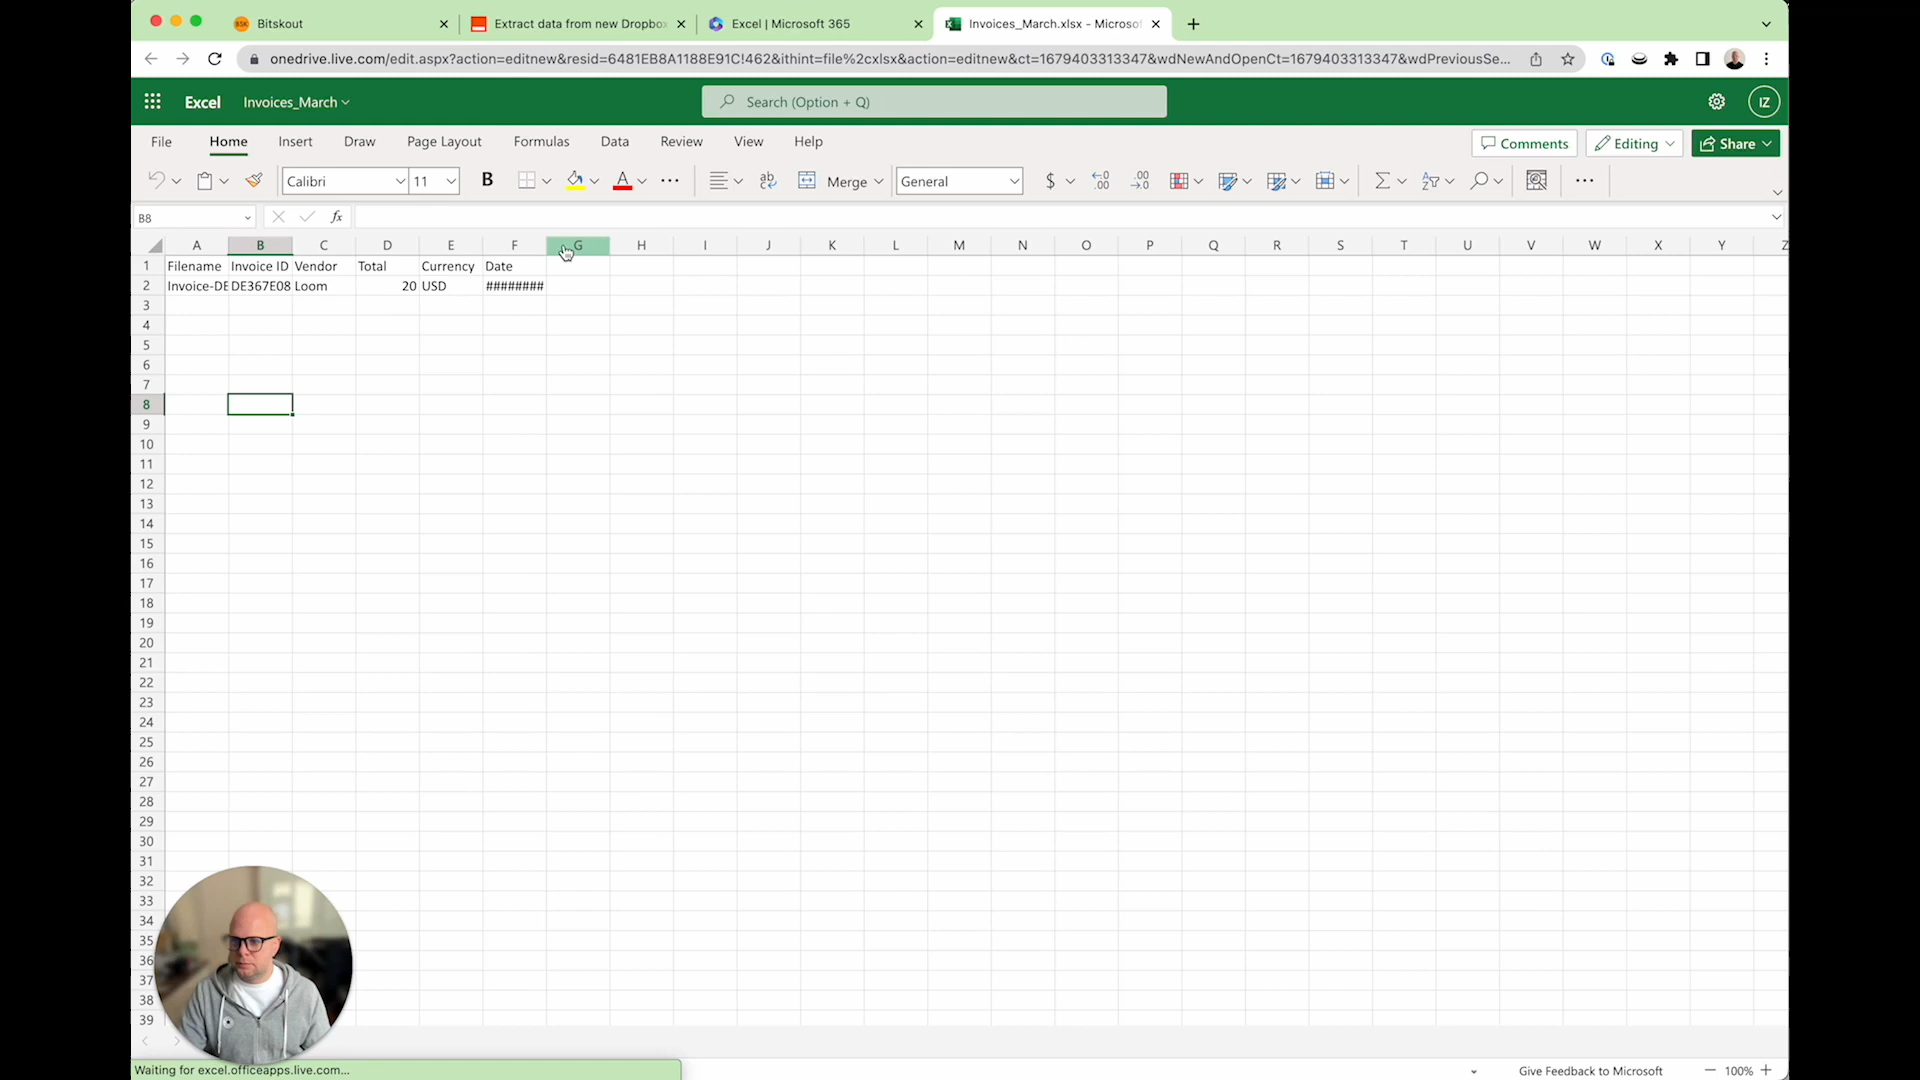 BSK Bitskout
Extract data from new Dropbox
Excel | Microsoft 365
Invoices_March.xlsx - Microsof
onedrive.live.com/edit.aspx?action=editnew&resid=6481EB8A1188E91C!462&ithint=file%2cxlsx&action=editnew&ct=1679403313347&wdNewAndOpenCt=1679403313347&wdPreviousSe...
Excel Invoices_March Search (Option + Q) IZ
File Home Insert Draw Page Layout Formulas Data Review View Help Comments Editing Share
Calibri 11 B A Merge General $ .00
B8 fx
A B C D E F G H I J K L M N O P Q R S T U V W X Y Z
1 Filename Invoice ID Vendor Total Currency Date
2 Invoice-DE DE367E08 Loom 20 USD ########
3
4
5
6
7
8
9
10
11
12
13
14
15
16
17
18
19
20
21
22
23
24
25
26
27
28
29
30
31
32
33
34
35
36
37
38
39
Waiting for excel.officeapps.live.com...
Give Feedback to Microsoft 100%